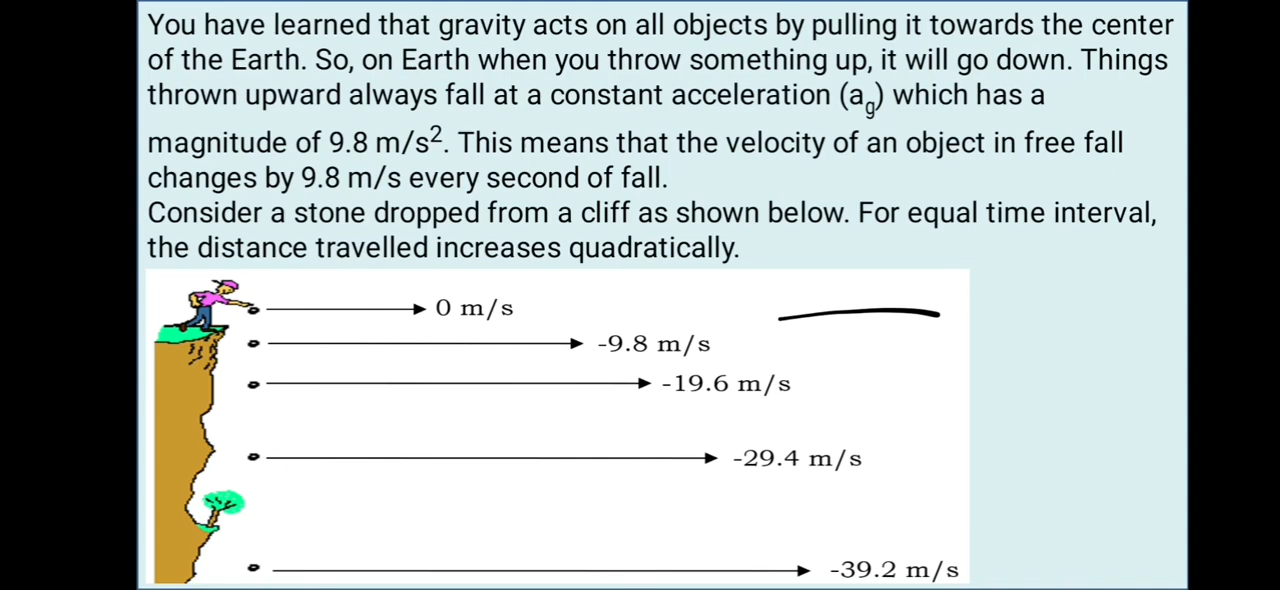 You have learned that gravity acts on all objects by pulling it towards the center
of the Earth. So, on Earth when you throw something up, it will go down. Things
thrown upward always fall at a constant acceleration (a_g) which has a
magnitude of 9.8 m/s². This means that the velocity of an object in free fall
changes by 9.8 m/s every second of fall.
Consider a stone dropped from a cliff as shown below. For equal time interval,
the distance travelled increases quadratically.
0 m/s
-9.8 m/s
-19.6 m/s
-29.4 m/s
-39.2 m/s